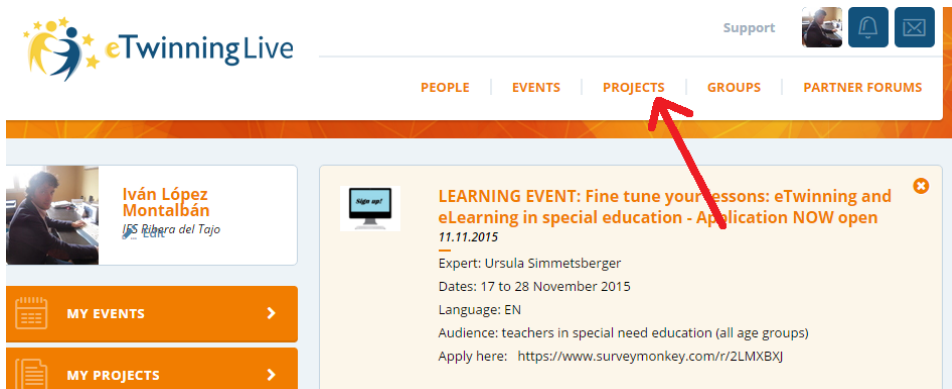 eTwinningLive
Support
PEOPLE EVENTS PROJECTS GROUPS PARTNER FORUMS
Iván López
Montalbán
IES Ribera del Tajo
Edit
MY EVENTS
MY PROJECTS
Sign up!
LEARNING EVENT: Fine tune your lessons: eTwinning and
eLearning in special education - Application NOW open
11.11.2015
Expert: Ursula Simmetsberger
Dates: 17 to 28 November 2015
Language: EN
Audience: teachers in special need education (all age groups)
Apply here: https://www.surveymonkey.com/r/2LMXBXJ